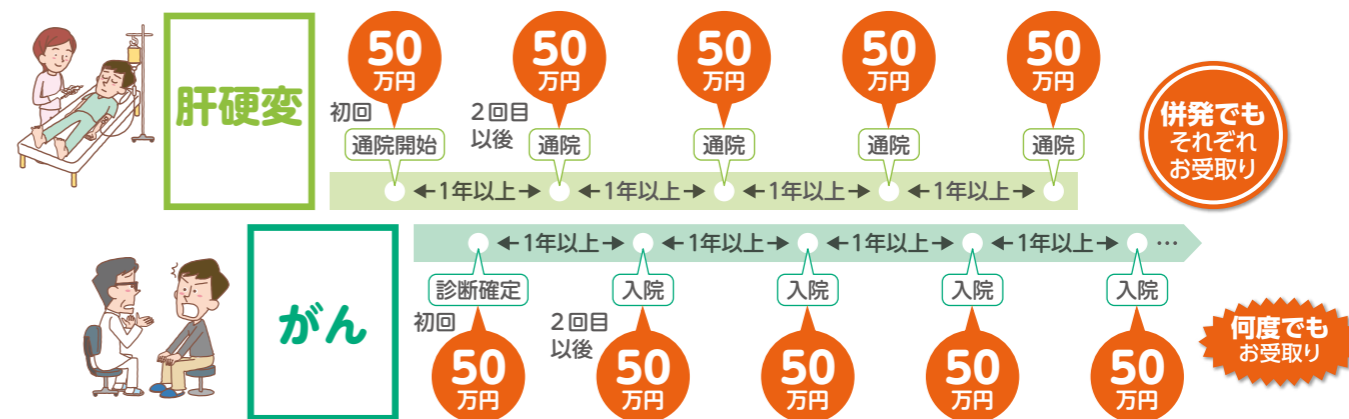 肝硬変
50
万円
50
万円
50
万円
50
万円
50
万円
初回
2回目
以後
通院開始
通院
通院
通院
通院
←1年以上→
←1年以上→
←1年以上→
←1年以上→
併発でも
それぞれ
お受取り
がん
←1年以上→
←1年以上→
←1年以上→
←1年以上→
…
診断確定
入院
入院
入院
入院
初回
2回目
以後
50
万円
50
万円
50
万円
50
万円
50
万円
何度でも
お受取り